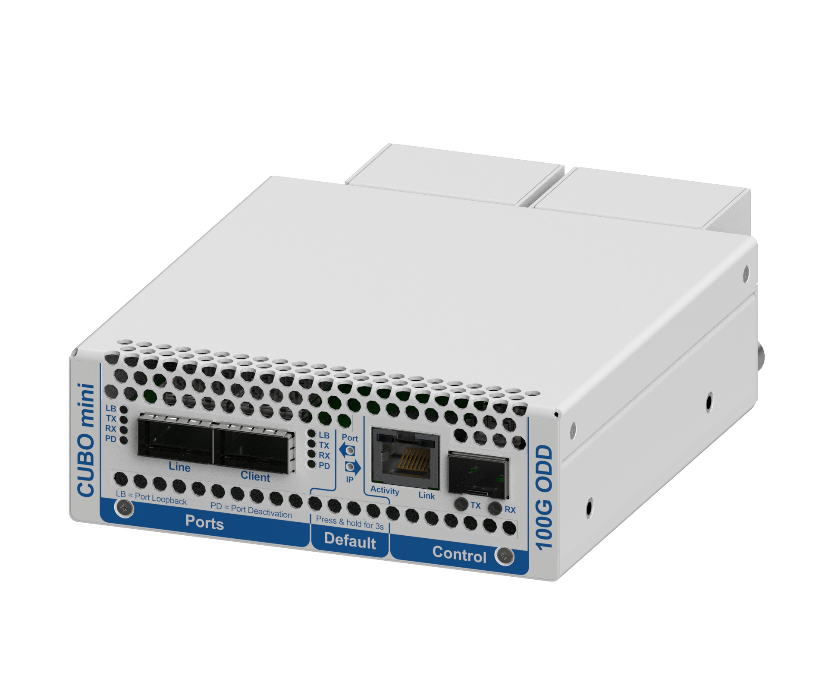 CUBO mini
LB
TX
RX
PD
Line
Client
LB
TX
RX
PD
Port
IP
Activity
Link
TX
RX
LB = Port Loopback
PD = Port Deactivation
Press & hold for 3s
Ports
Default
Control
100G ODD